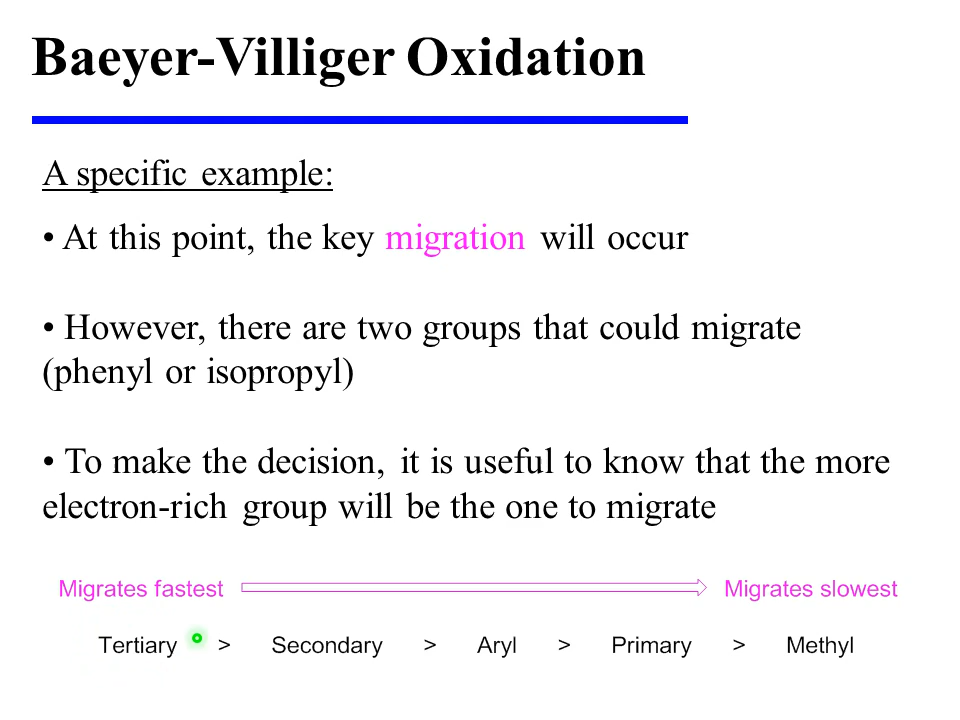 Baeyer-Villiger Oxidation
A specific example:
• At this point, the key migration will occur
• However, there are two groups that could migrate
(phenyl or isopropyl)
• To make the decision, it is useful to know that the more
electron-rich group will be the one to migrate
Migrates fastest Migrates slowest
Tertiary > Secondary > Aryl > Primary > Methyl